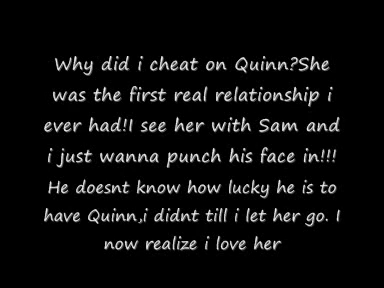 Why did i cheat on Quinn?She
was the first real relationship i
ever had!I see her with Sam and
i just wanna punch his face in!!!
He doesnt know how lucky he is to
have Quinn,i didnt till i let her go. I
now realize i love her